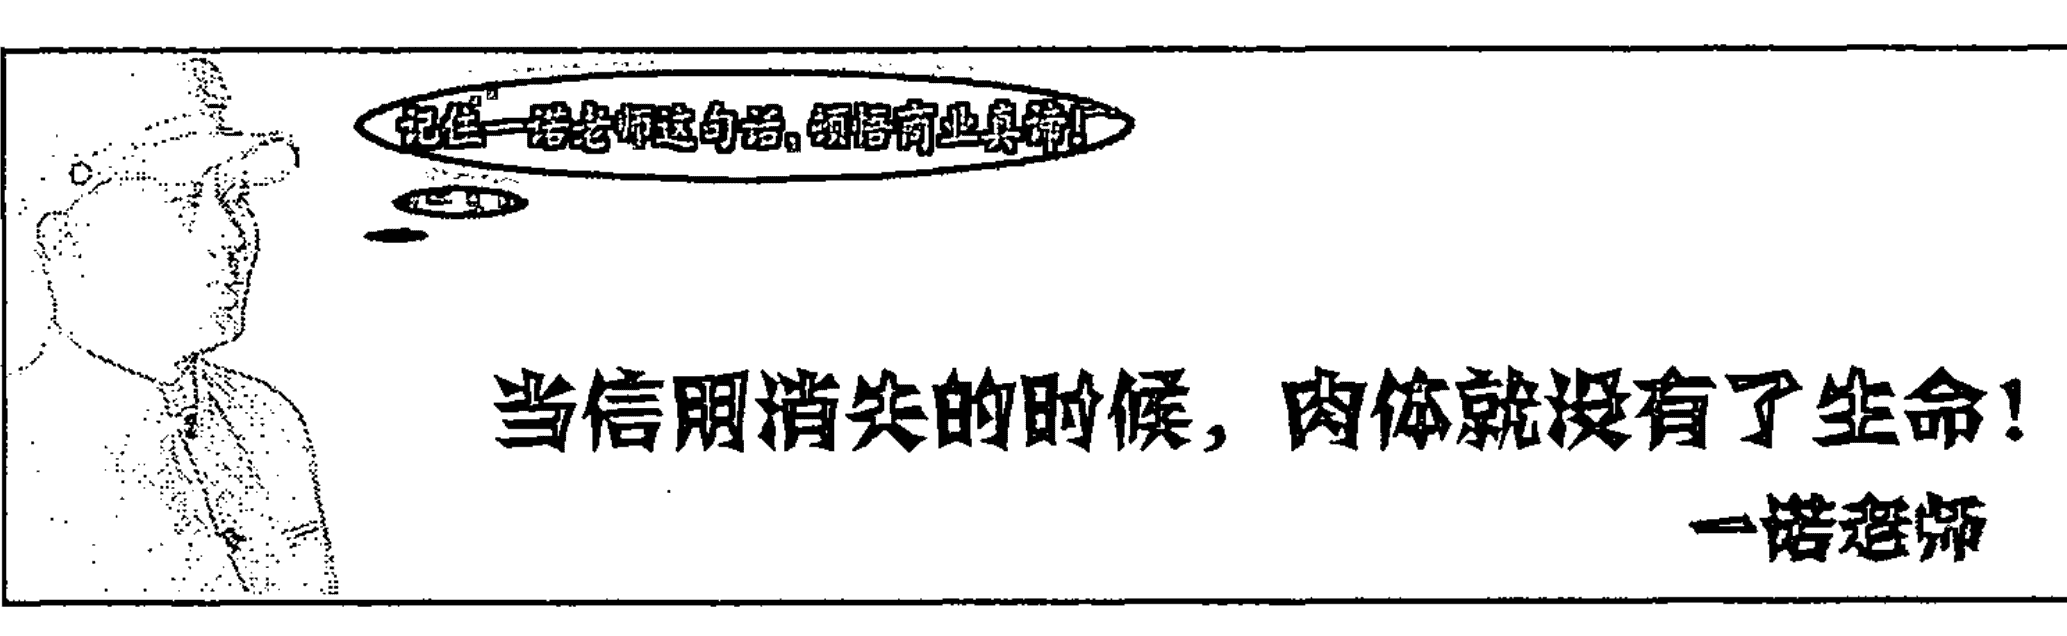 记住一诺老师这句话,领悟商业真谛!
当信用消失的时候，肉体就没有了生命！
一诺老师